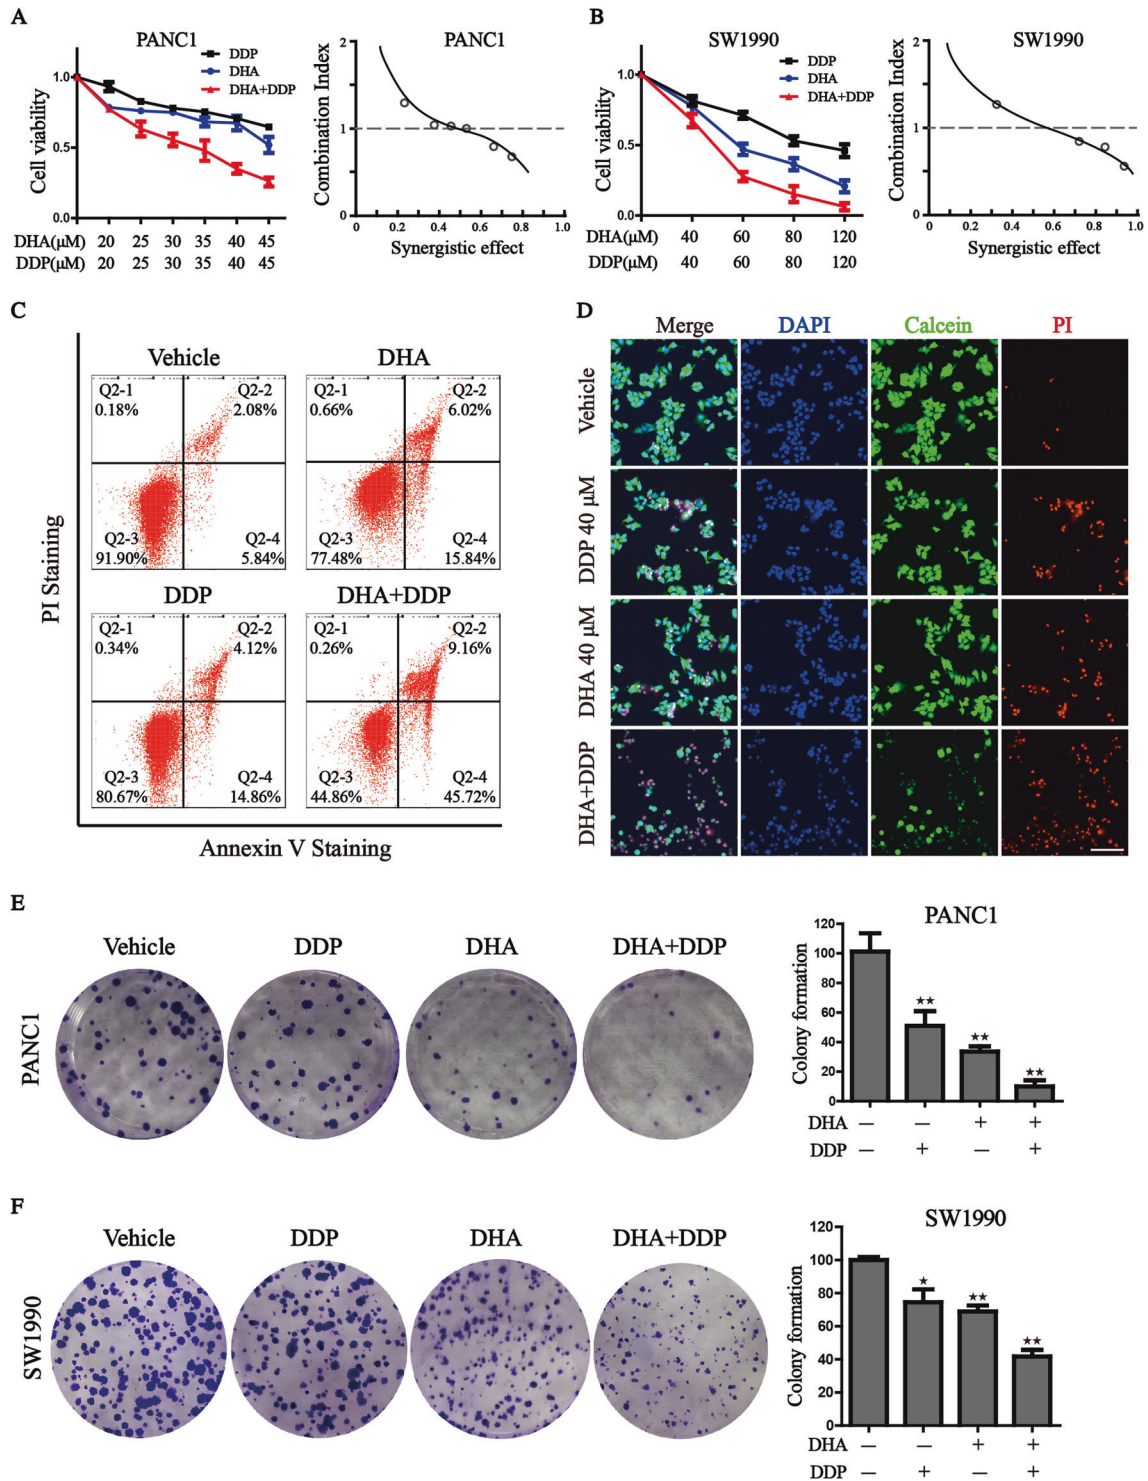 A
PANC1
DDP
DHA
DHA+DDP
Cell viability
1.0
0.5
0.0
DHA(μM) 20 25 30 35 40 45
DDP(μM) 20 25 30 35 40 45
PANC1
Combination Index
2
1
0
0 0.2 0.4 0.6 0.8 1.0
Synergistic effect
B
SW1990
DDP
DHA
DHA+DDP
Cell viability
1.0
0.5
0.0
DHA(μM) 40 60 80 120
DDP(μM) 40 60 80 120
SW1990
Combination Index
2
1
0
0 0.2 0.4 0.6 0.8 1.0
Synergistic effect
C
PI Staining
Vehicle
Q2-1 Q2-2
0.18% 2.08%
Q2-3 Q2-4
91.90% 5.84%
DHA
Q2-1 Q2-2
0.66% 6.02%
Q2-3 Q2-4
77.48% 15.84%
DDP
Q2-1 Q2-2
0.34% 4.12%
Q2-3 Q2-4
80.67% 14.86%
DHA+DDP
Q2-1 Q2-2
0.26% 9.16%
Q2-3 Q2-4
44.86% 45.72%
Annexin V Staining
D
Merge DAPI Calcein PI
Vehicle
DDP 40 μM
DHA 40 μM
DHA+DDP
E
Vehicle DDP DHA DHA+DDP
PANC1
PANC1
Colony formation
120
100
80
60
40
20
0
★★
★★
★★
DHA — — + +
DDP — + — +
F
Vehicle DDP DHA DHA+DDP
SW1990
SW1990
Colony formation
120
100
80
60
40
20
0
★
★★
★★
DHA — — + +
DDP — + — +